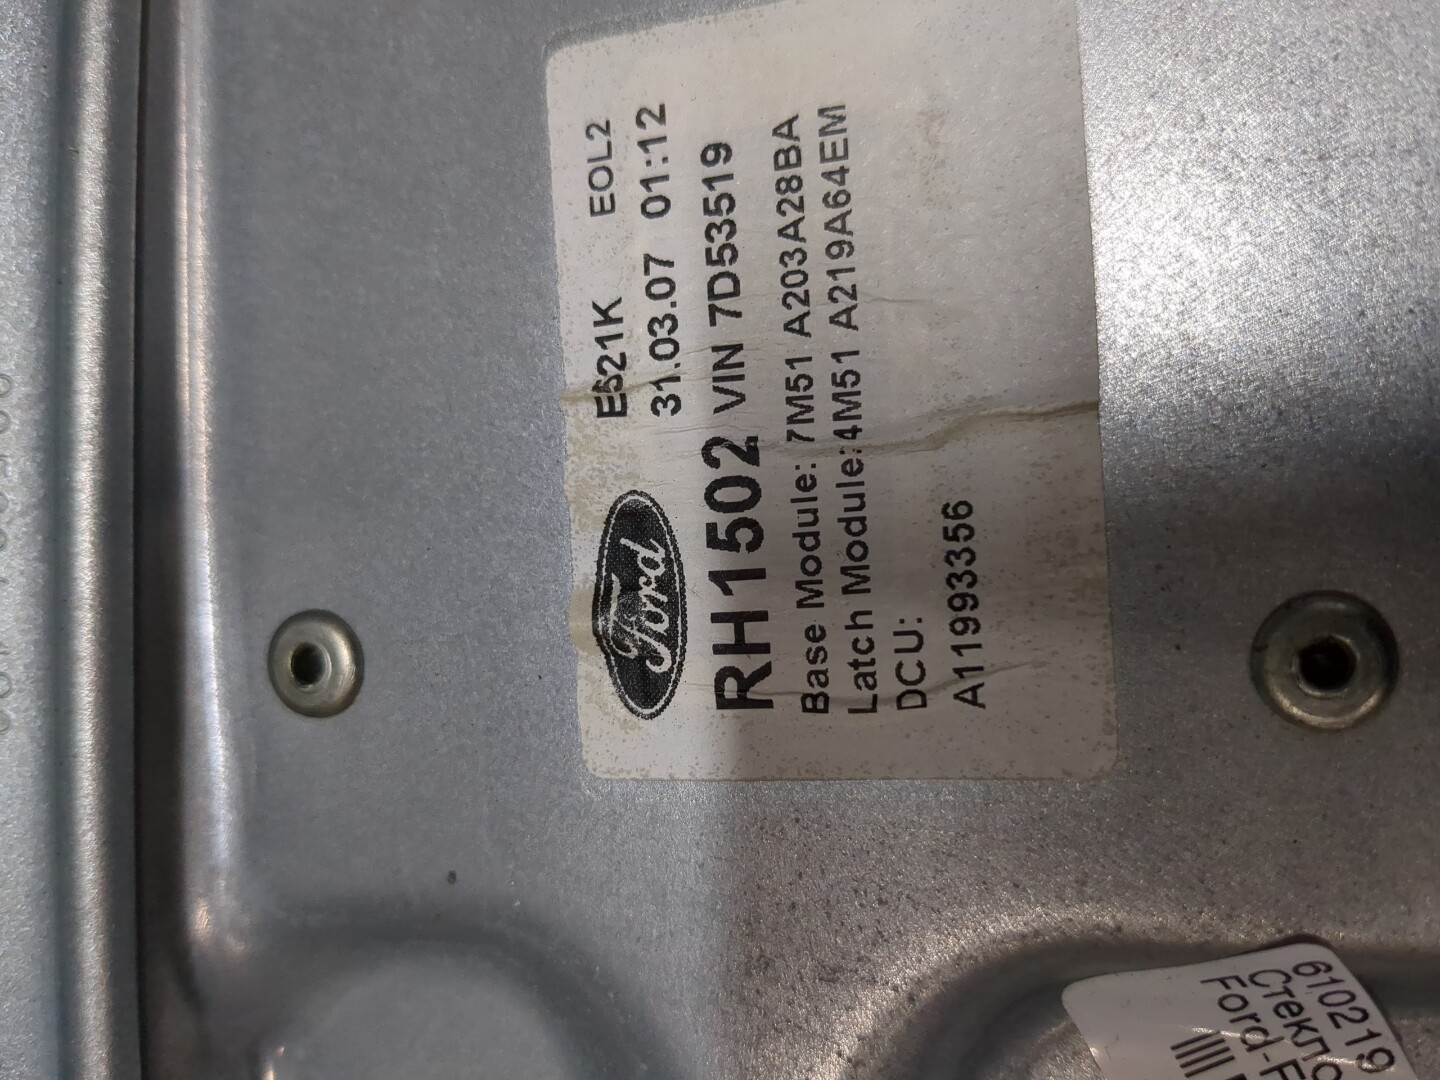 E521K EOL2
31.03.07 01:12
Ford
RH1502 VIN 7D53519
Base Module: 7M51 A203A28BA
Latch Module: 4M51 A219A64EM
DCU:
A11993356
610219
Ford-F